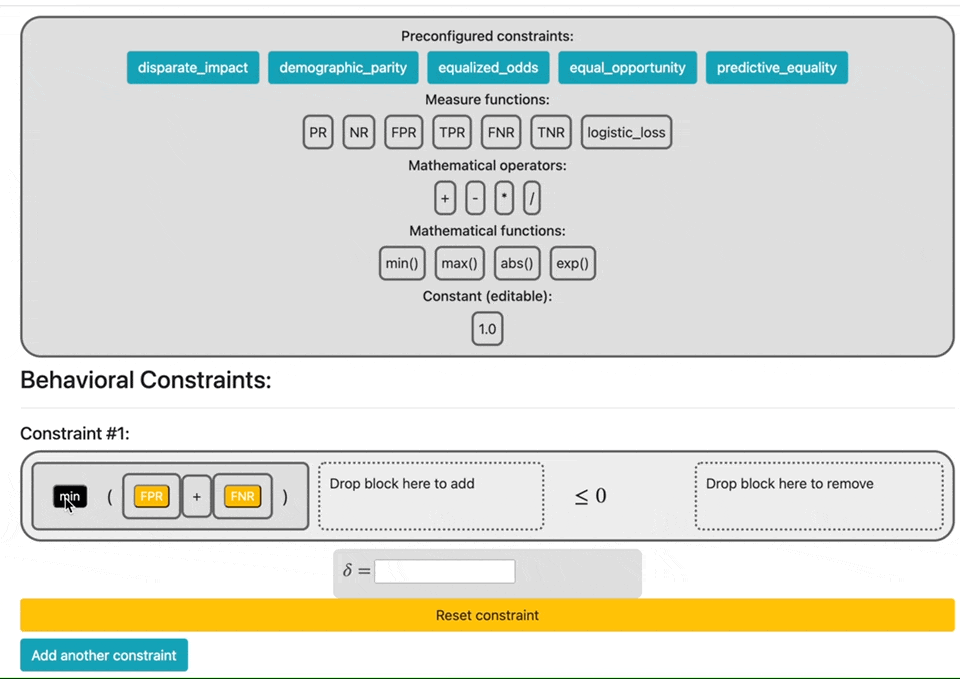 Preconfigured constraints:
disparate_impact demographic_parity equalized_odds equal_opportunity predictive_equality
Measure functions:
PR NR FPR TPR FNR TNR logistic_loss
Mathematical operators:
+ - * /
Mathematical functions:
min() max() abs() exp()
Constant (editable):
1.0
Behavioral Constraints:
Constraint #1:
min ( FPR + FNR ) Drop block here to add ≤ 0 Drop block here to remove
δ =
Reset constraint
Add another constraint